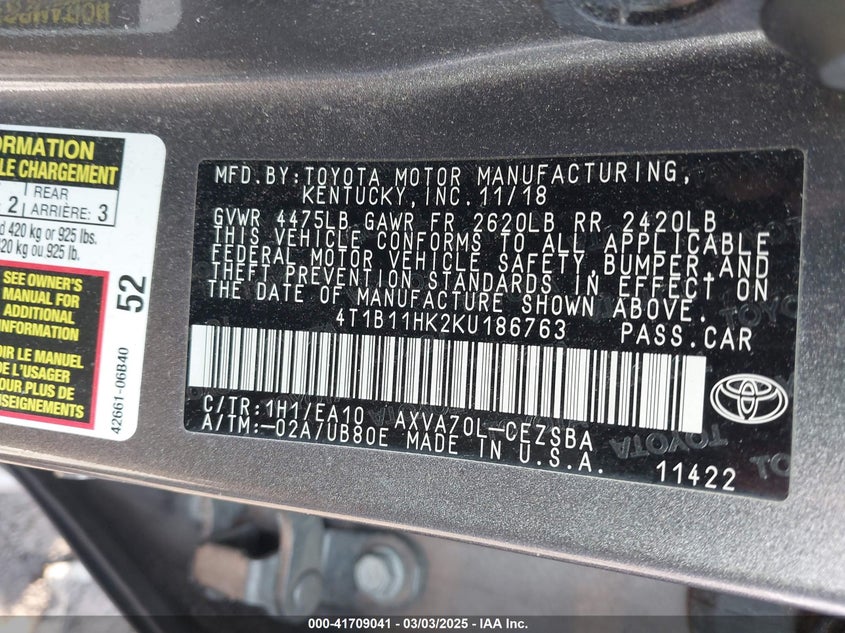 ORMATION
LE CHARGEMENT
2 REAR ARRIÈRE: 3
420 kg or 925 lbs.
420 kg ou 925 lb.
SEE OWNER'S
MANUAL FOR
ADDITIONAL
INFORMATION
OIR LE MANUEL
DE L'USAGER
POUR PLUS DE
ENSEIGNEMENTS
52
42661-06B40
MFD.BY:TOYOTA MOTOR MANUFACTURING,
KENTUCKY,INC.11/18
GVWR 4475LB GAWR FR 2620LB RR 2420LB
THIS VEHICLE CONFORMS TO ALL APPLICABLE
FEDERAL MOTOR VEHICLE SAFETY,BUMPER,AND
THEFT PREVENTION STANDARDS IN EFFECT ON
THE DATE OF MANUFACTURE SHOWN ABOVE.
4T1B11HK2KU186763 PASS.CAR
C/TR:1H1/EA10 AXVA70L-CEZSBA
A/TM:-02A/UB80E MADE IN U.S.A.
11422
TOYOTA
000-41709041 — 03/03/2025 — IAA Inc.